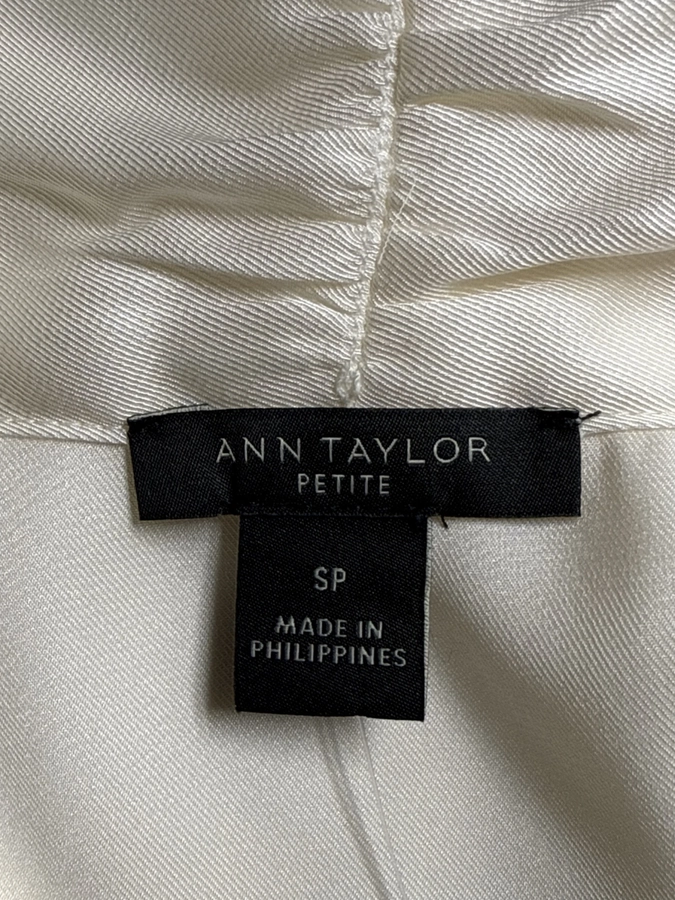 ANN TAYLOR
PETITE
SP
MADE IN
PHILIPPINES